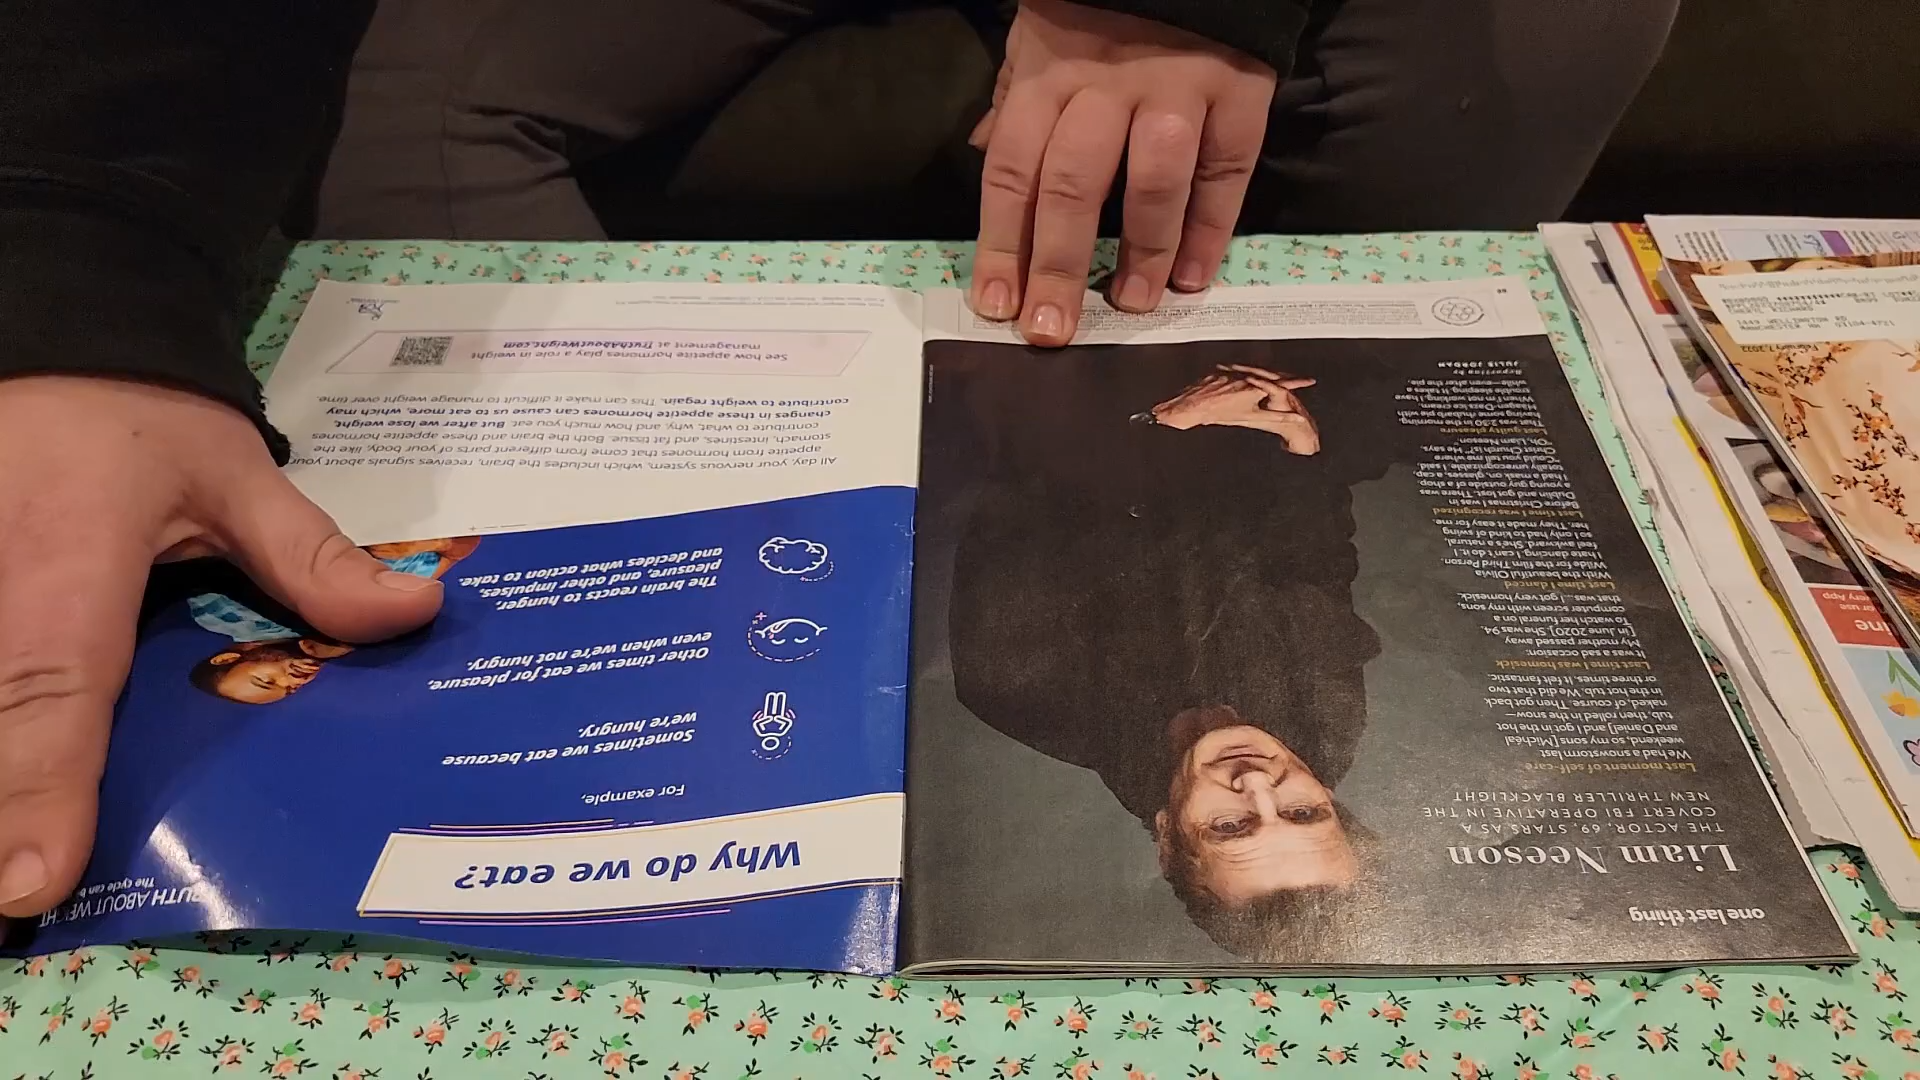 one last thing
Liam Neeson
THE ACTOR, 69, STARS AS A
COVERT FBI OPERATIVE IN THE
NEW THRILLER BLACKLIGHT
Last moment of self-care
We had a snowstorm last
weekend, so my sons [Micheál
and Daniel] and I got in the hot
tub, then rolled in the snow—
naked, of course. Then got back
in the hot tub. We did that two
or three times. It felt fantastic.
Last time I was homesick
It was a sad occasion:
My mother passed away
[in June 2020]. She was 94.
To watch her funeral on a
computer screen with my sons,
that was... I got very homesick.
Last time I danced
With the beautiful Olivia
Wilde for the film Third Person.
I hate dancing. I can't do it. I
feel awkward. She's a natural,
so I only had to kind of swing
her. They made it easy for me.
Last time I was recognized
Before Christmas I was in
Dublin and got lost. There was
a young guy outside of a shop.
I had a mask on, glasses, a cap,
totally unrecognizable. I said,
"Could you tell me where
Christ Church is?" He says,
"Oh, Liam Neeson."
Last guilty pleasure
That was 2:30 in the morning,
having some rhubarb pie with
Häagen-Dazs ice cream.
When I'm not working, I have
trouble sleeping. It takes a
while—even after the pie.
Reporting by
JULIE JORDAN
RUTH ABOUT WEIGHT
The cycle can b
Why do we eat?
For example,
Sometimes we eat because
we're hungry.
Other times we eat for pleasure,
even when we're not hungry.
The brain reacts to hunger,
pleasure, and other impulses,
and decides what action to take.
All day, your nervous system, which includes the brain, receives signals about your
appetite from hormones that come from different parts of your body, like the
stomach, intestines, and fat tissue. Both the brain and these appetite hormones
contribute to what, why, and how much you eat. But after we lose weight,
changes in these appetite hormones can cause us to eat more, which may
contribute to weight regain. This can make it difficult to manage to weight over time.
See how appetite hormones play a role in weight
management at TruthAboutWeight.com
February 7, 2022